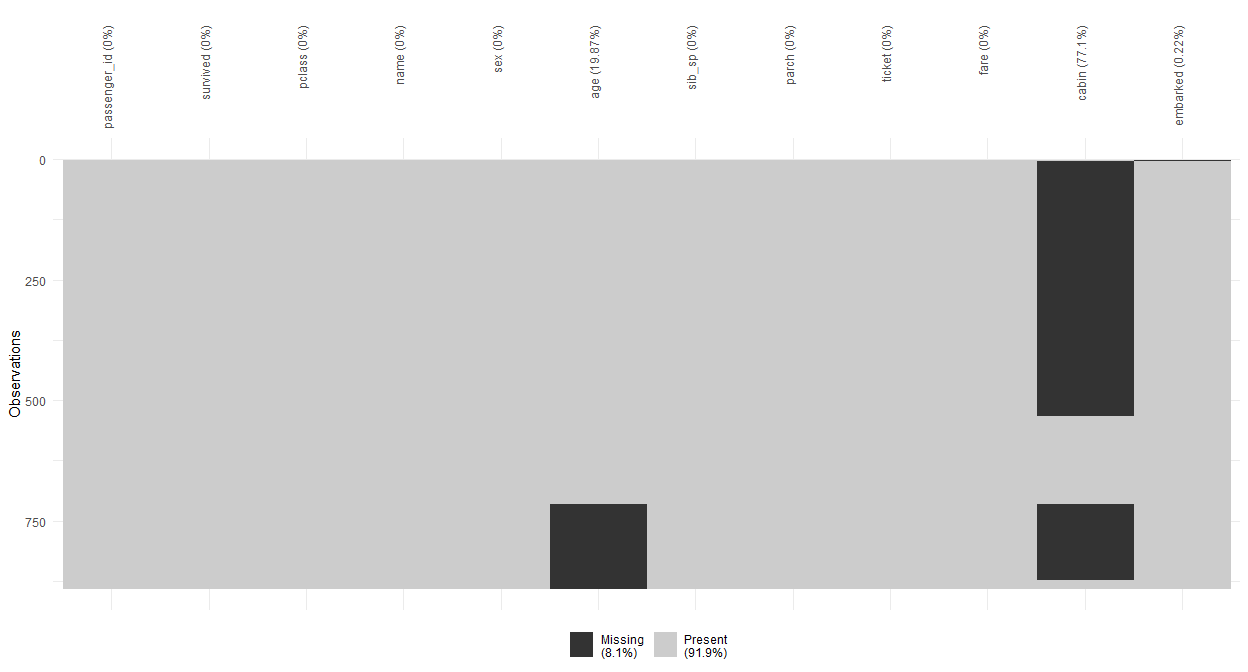 passenger_id (0%)
survived (0%)
pclass (0%)
name (0%)
sex (0%)
age (19.87%)
sib_sp (0%)
parch (0%)
ticket (0%)
fare (0%)
cabin (77.1%)
embarked (0.22%)
0
250
500
750
Observations
Missing
(8.1%)
Present
(91.9%)